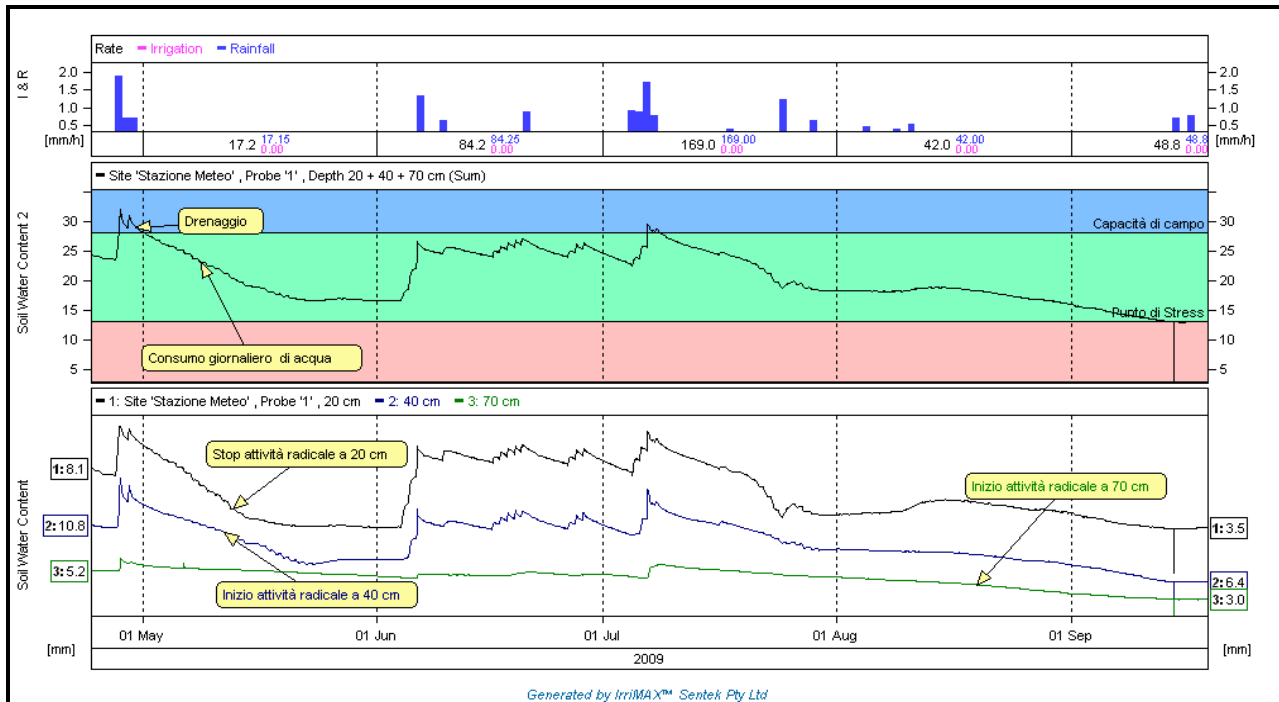 Rate Irrigation Rainfall
I & R
2.0 2.0
1.5 1.5
1.0 1.0
0.5 0.5
[mm/h] 17.2 17.15 0.00 84.2 84.25 0.00 169.0 169.00 0.00 42.0 42.00 0.00 48.8 48.8 0.00 [mm/h]
Site 'Stazione Meteo' , Probe '1' , Depth 20 + 40 + 70 cm (Sum)
Soil Water Content 2
30 30
25 25
20 20
15 15
10 10
5 5
Drenaggio
Capacità di campo
Punto di Stress
Consumo giornaliero di acqua
1: Site 'Stazione Meteo' , Probe '1' , 20 cm 2: 40 cm 3: 70 cm
Soil Water Content
Stop attività radicale a 20 cm
Inizio attività radicale a 70 cm
Inizio attività radicale a 40 cm
1: 8.1
2: 10.8
3: 5.2
1: 3.5
2: 6.4
3: 3.0
01 May 01 Jun 01 Jul 01 Aug 01 Sep
[mm] [mm]
2009
Generated by IrriMAX™ Sentek Pty Ltd